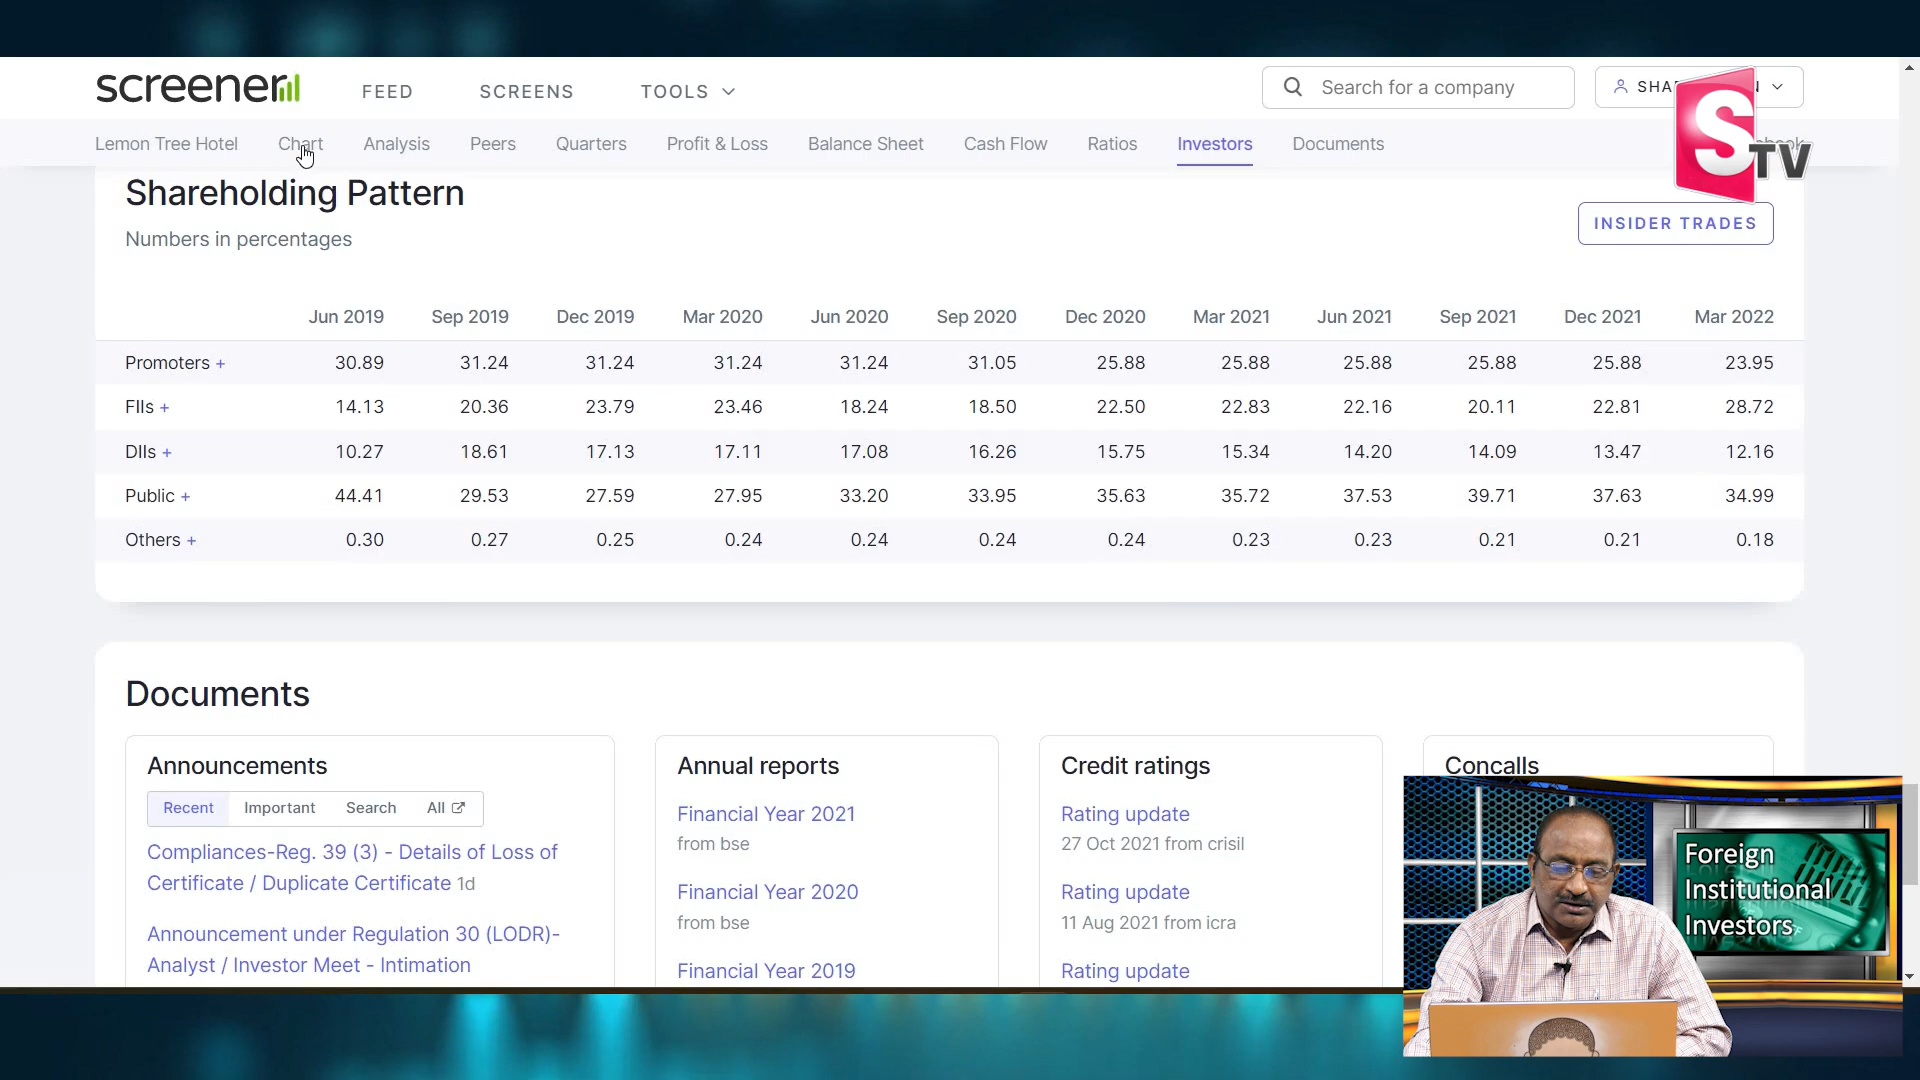 screener
FEED
SCREENS
TOOLS
Search for a company
Lemon Tree Hotel
Chart
Analysis
Peers
Quarters
Profit & Loss
Balance Sheet
Cash Flow
Ratios
Investors
Documents
S TV
Shareholding Pattern
Numbers in percentages
INSIDER TRADES
Jun 2019 Sep 2019 Dec 2019 Mar 2020 Jun 2020 Sep 2020 Dec 2020 Mar 2021 Jun 2021 Sep 2021 Dec 2021 Mar 2022
Promoters + 30.89 31.24 31.24 31.24 31.24 31.05 25.88 25.88 25.88 25.88 25.88 23.95
FIIs + 14.13 20.36 23.79 23.46 18.24 18.50 22.50 22.83 22.16 20.11 22.81 28.72
DIIs + 10.27 18.61 17.13 17.11 17.08 16.26 15.75 15.34 14.20 14.09 13.47 12.16
Public + 44.41 29.53 27.59 27.95 33.20 33.95 35.63 35.72 37.53 39.71 37.63 34.99
Others + 0.30 0.27 0.25 0.24 0.24 0.24 0.24 0.23 0.23 0.21 0.21 0.18
Documents
Announcements
Recent Important Search All
Compliances-Reg. 39 (3) - Details of Loss of
Certificate / Duplicate Certificate 1d
Announcement under Regulation 30 (LODR)-
Analyst / Investor Meet - Intimation
Annual reports
Financial Year 2021
from bse
Financial Year 2020
from bse
Financial Year 2019
Credit ratings
Rating update
27 Oct 2021 from crisil
Rating update
11 Aug 2021 from icra
Rating update
Concalls
Foreign
Institutional
Investors